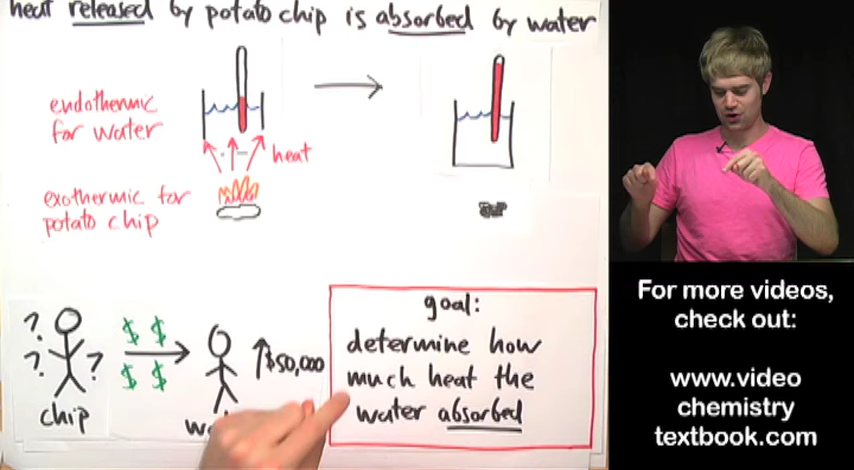 heat released by potato chip is absorbed by water
endothermic
for water
heat
exothermic for
potato chip
? ? ?
$ $
$ $
$50,000
chip
goal:
determine how
much heat the
water absorbed
For more videos,
check out:
www.video
chemistry
textbook.com